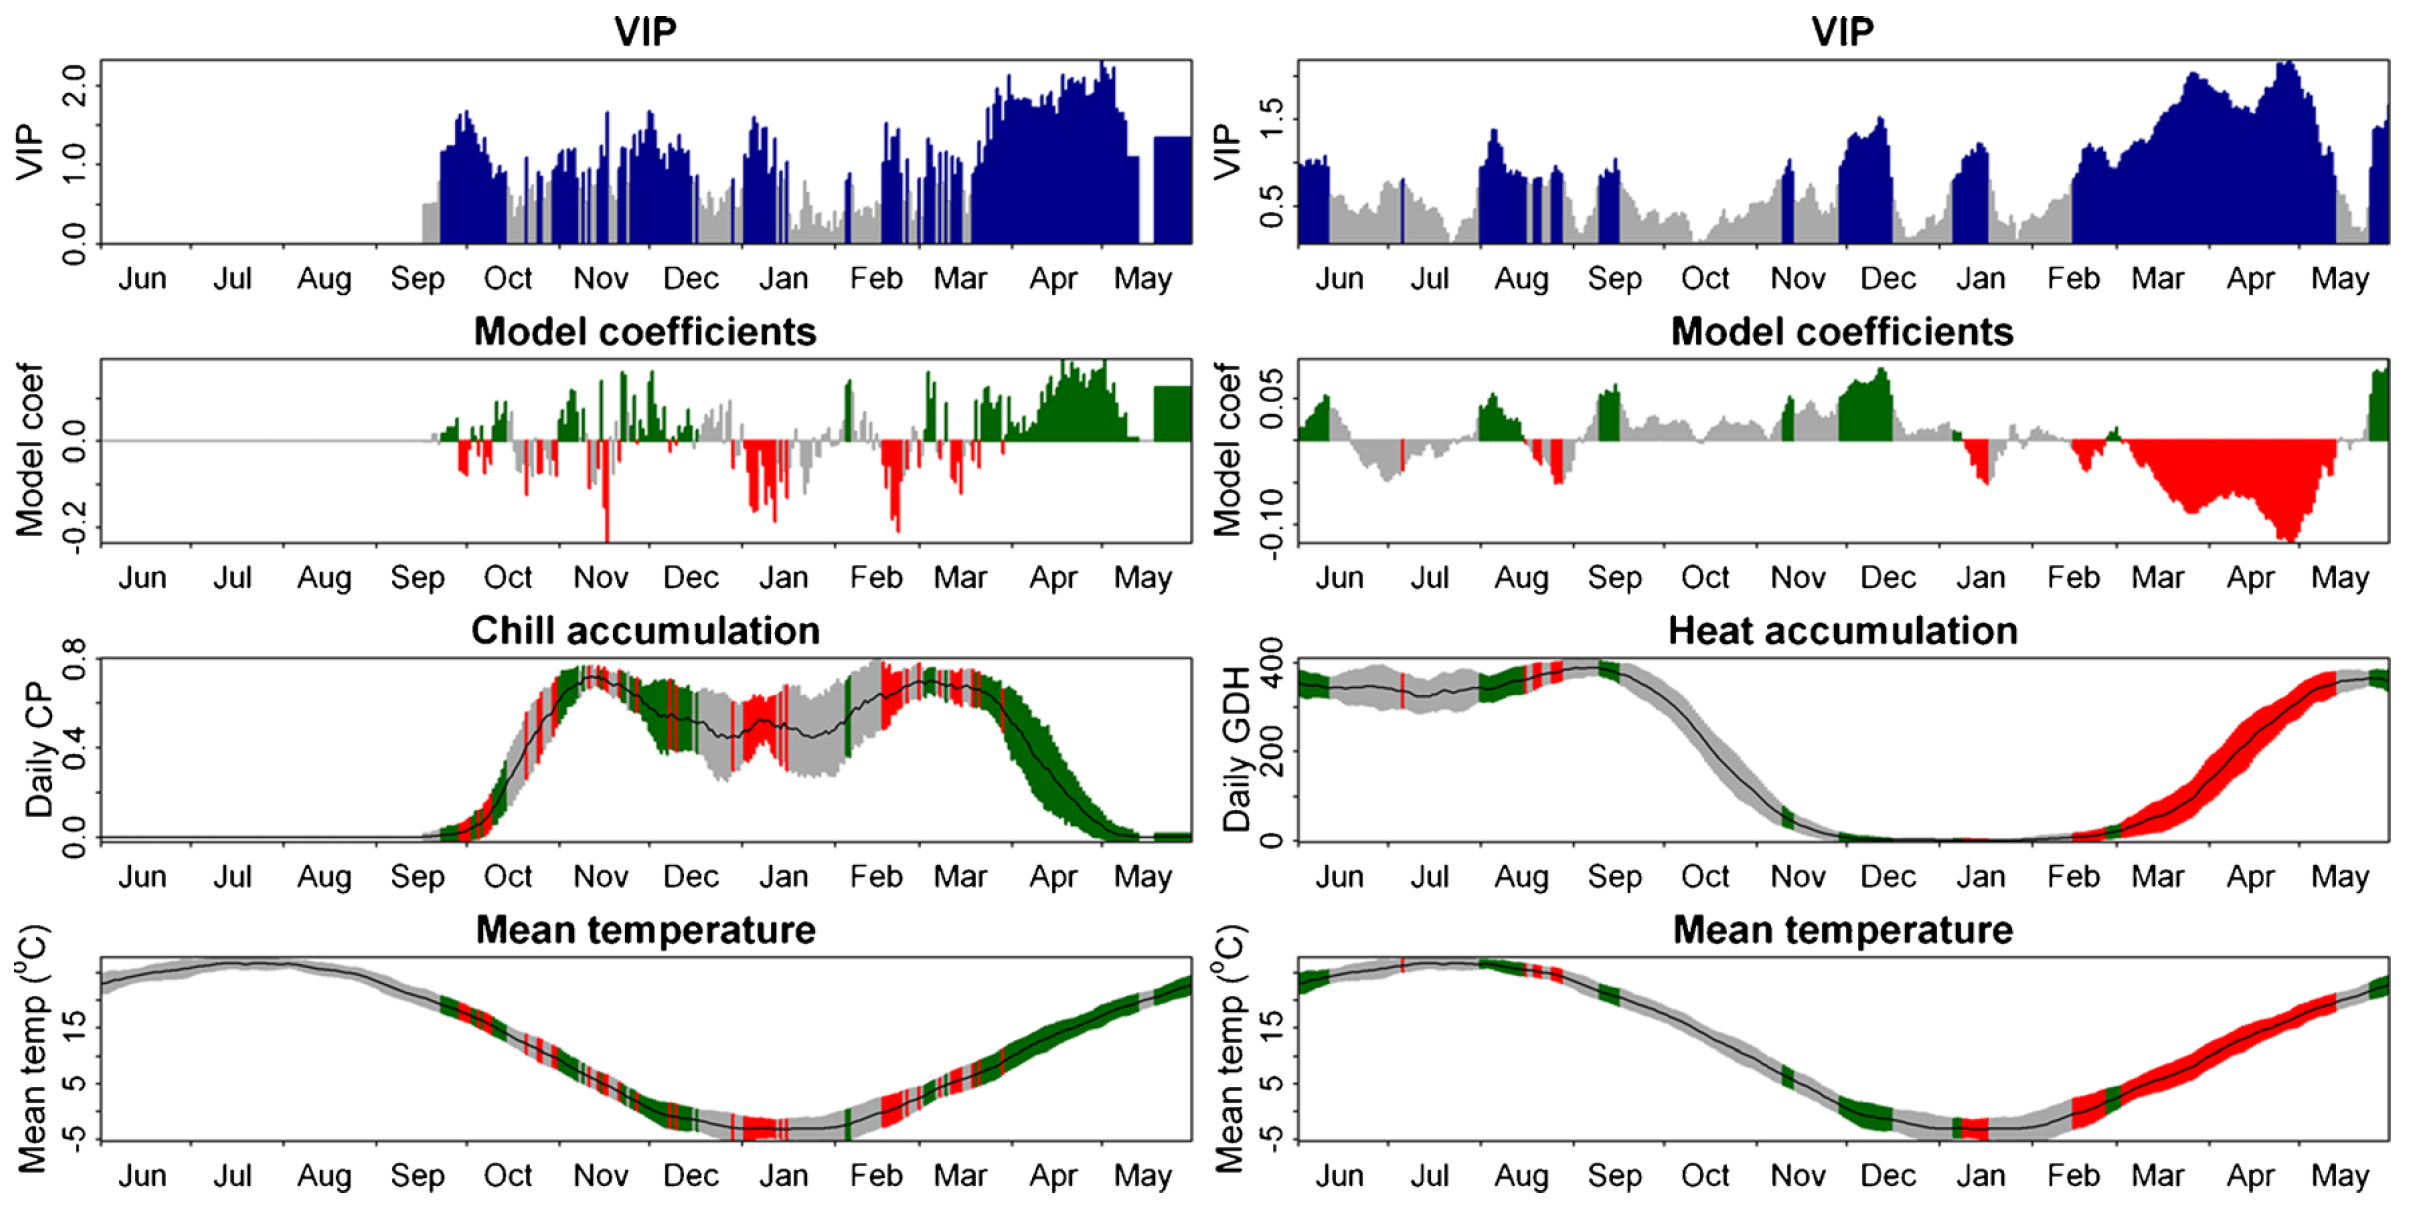 VIP
VIP
2.0
1.0
0.0
Jun Jul Aug Sep Oct Nov Dec Jan Feb Mar Apr May
VIP
VIP
1.5
0.5
Jun Jul Aug Sep Oct Nov Dec Jan Feb Mar Apr May
Model coefficients
Model coef
0.0
-0.2
Jun Jul Aug Sep Oct Nov Dec Jan Feb Mar Apr May
Model coefficients
Model coef
0.05
-0.10
Jun Jul Aug Sep Oct Nov Dec Jan Feb Mar Apr May
Chill accumulation
Daily CP
0.8
0.4
0.0
Jun Jul Aug Sep Oct Nov Dec Jan Feb Mar Apr May
Heat accumulation
Daily GDH
400
200
0
Jun Jul Aug Sep Oct Nov Dec Jan Feb Mar Apr May
Mean temperature
Mean temp (⁰C)
15
5
-5
Jun Jul Aug Sep Oct Nov Dec Jan Feb Mar Apr May
Mean temperature
Mean temp (⁰C)
15
5
-5
Jun Jul Aug Sep Oct Nov Dec Jan Feb Mar Apr May